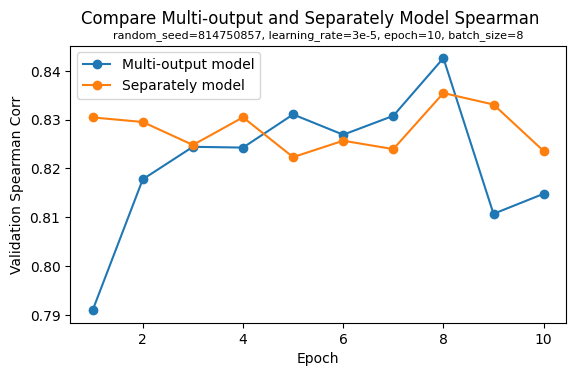 Compare Multi-output and Separately Model Spearman
random_seed=814750857, learning_rate=3e-5, epoch=10, batch_size=8
Multi-output model
Separately model
Validation Spearman Corr
0.84
0.83
0.82
0.81
0.80
0.79
2
4
6
8
10
Epoch